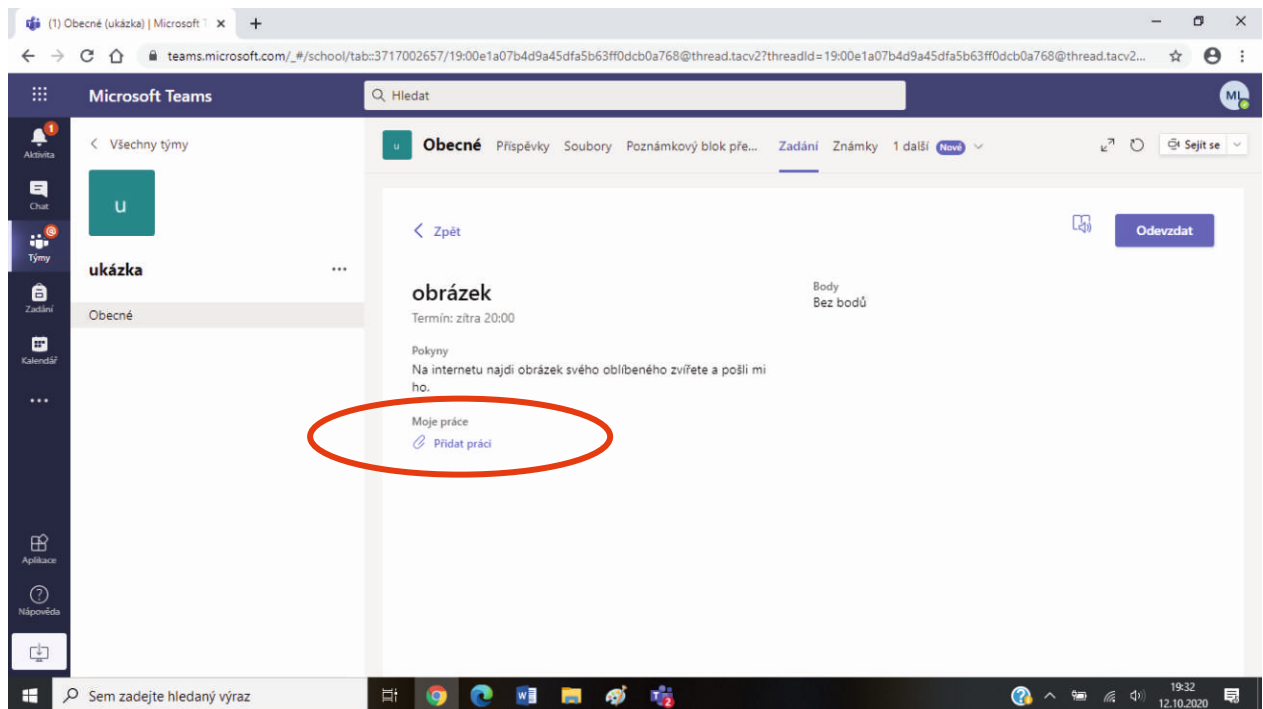 (1) Obecné (ukázka) | Microsoft T
teams.microsoft.com/_#/school/tab::3717002657/19:00e1a07b4d9a45dfa5b63ff0dcb0a768@thread.tacv2?threadId=19:00e1a07b4d9a45dfa5b63ff0dcb0a768@thread.tacv2...
Microsoft Teams
Hledat
ML
1
Aktivita
Chat
@
Týmy
Zadání
Kalendář
Aplikace
Nápověda
Všechny týmy
u
ukázka
Obecné
u Obecné Příspěvky Soubory Poznámkový blok pře... Zadání Známky 1 další Nové
Sejít se
Zpět
Odevzdat
obrázek
Termín: zítra 20:00
Body
Bez bodů
Pokyny
Na internetu najdi obrázek svého oblíbeného zvířete a pošli mi
ho.
Moje práce
Přidat práci
Sem zadejte hledaný výraz
2
19:32
12.10.2020